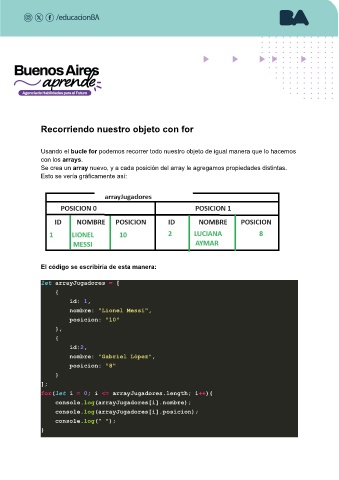 /educacionBA
BA
Buenos Aires
aprende
Agencia de Habilidades para el Futuro
Recorriendo nuestro objeto con for
Usando el bucle for podemos recorrer todo nuestro objeto de igual manera que lo hacemos
con los arrays.
Se crea un array nuevo, y a cada posición del array le agregamos propiedades distintas.
Esto se vería gráficamente así:
arrayJugadores
POSICION 0 POSICION 1
ID NOMBRE POSICION ID NOMBRE POSICION
1 LIONEL MESSI 10 2 LUCIANA AYMAR 8
El código se escribiría de esta manera:
let arrayJugadores = [
{
id: 1,
nombre: "Lionel Messi",
posicion: "10"
},
{
id:2,
nombre: "Gabriel López",
posicion: "8"
}
];
for(let i = 0; i <= arrayJugadores.length; i++){
console.log(arrayJugadores[i].nombre);
console.log(arrayJugadores[i].posicion);
console.log(" ");
}